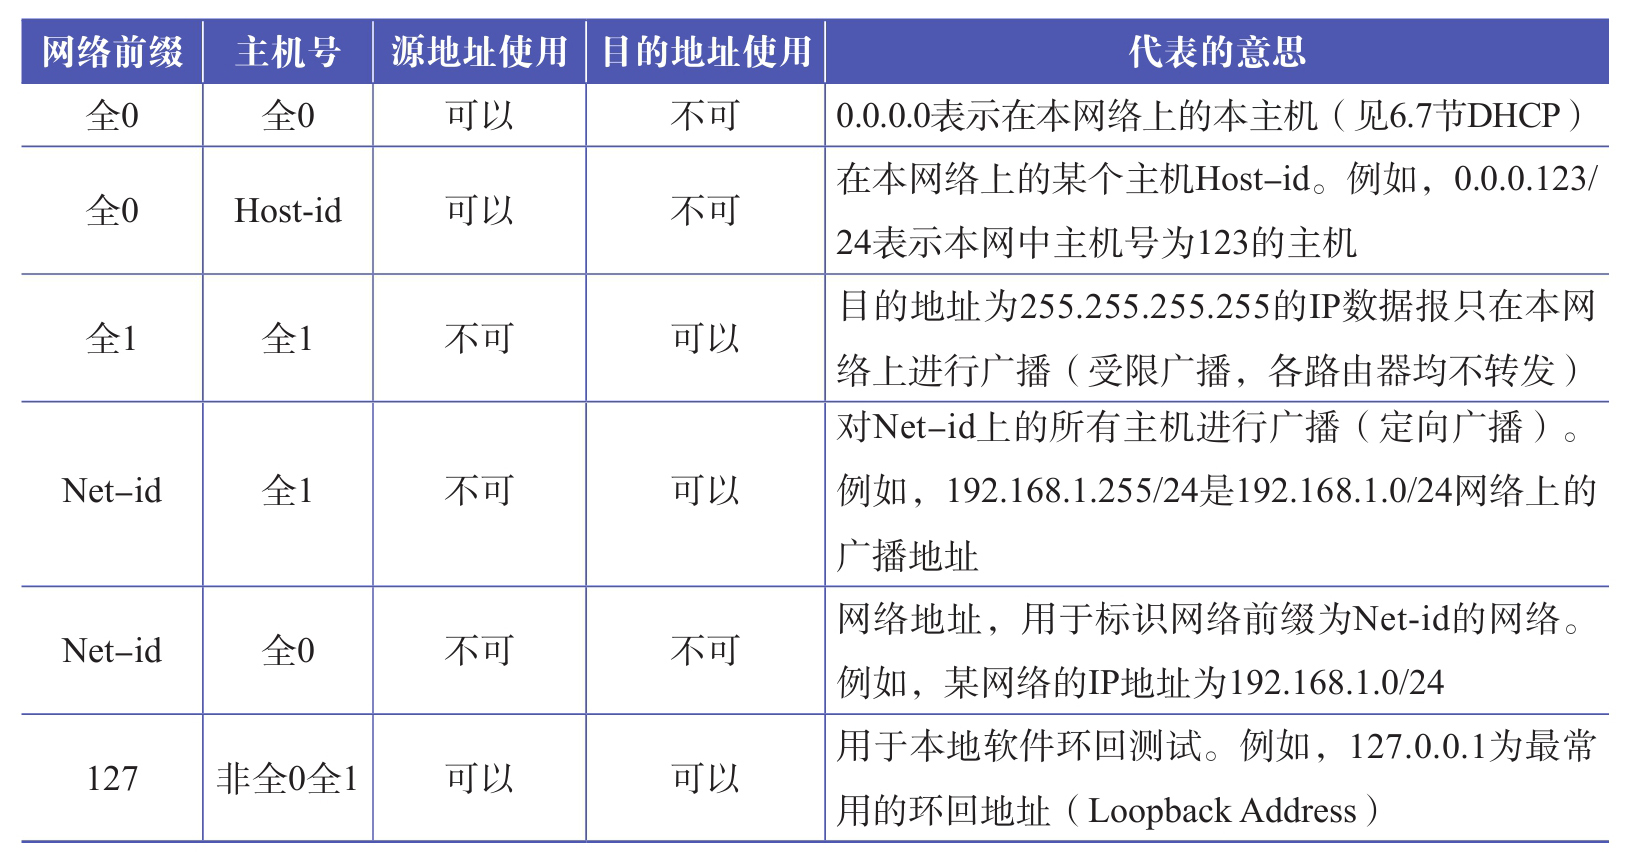 网络前缀 主机号 源地址使用 目的地址使用 代表的意思
全0 全0 可以 不可 0.0.0.0表示在本网络上的本主机（见6.7节DHCP）
全0 Host-id 可以 不可 在本网络上的某个主机Host–id。例如，0.0.0.123/
24表示本网中主机号为123的主机
全1 全1 不可 可以 目的地址为255.255.255.255的IP数据报只在本网
络上进行广播（受限广播，各路由器均不转发）
Net–id 全1 不可 可以 对Net–id上的所有主机进行广播（定向广播）。
例如，192.168.1.255/24是192.168.1.0/24网络上的
广播地址
Net–id 全0 不可 不可 网络地址，用于标识网络前缀为Net-id的网络。
例如，某网络的IP地址为192.168.1.0/24
127 非全0全1 可以 可以 用于本地软件环回测试。例如，127.0.0.1为最常
用的环回地址（Loopback Address）